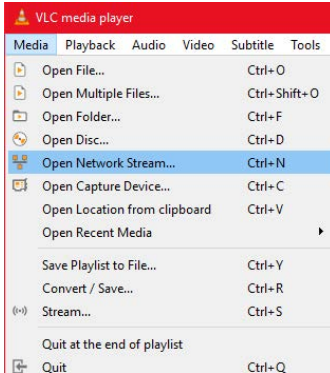 VLC media player
Media Playback Audio Video Subtitle Tools
Open File... Ctrl+O
Open Multiple Files... Ctrl+Shift+O
Open Folder... Ctrl+F
Open Disc... Ctrl+D
Open Network Stream... Ctrl+N
Open Capture Device... Ctrl+C
Open Location from clipboard Ctrl+V
Open Recent Media
Save Playlist to File... Ctrl+Y
Convert / Save... Ctrl+R
Stream... Ctrl+S
Quit at the end of playlist
Quit Ctrl+Q